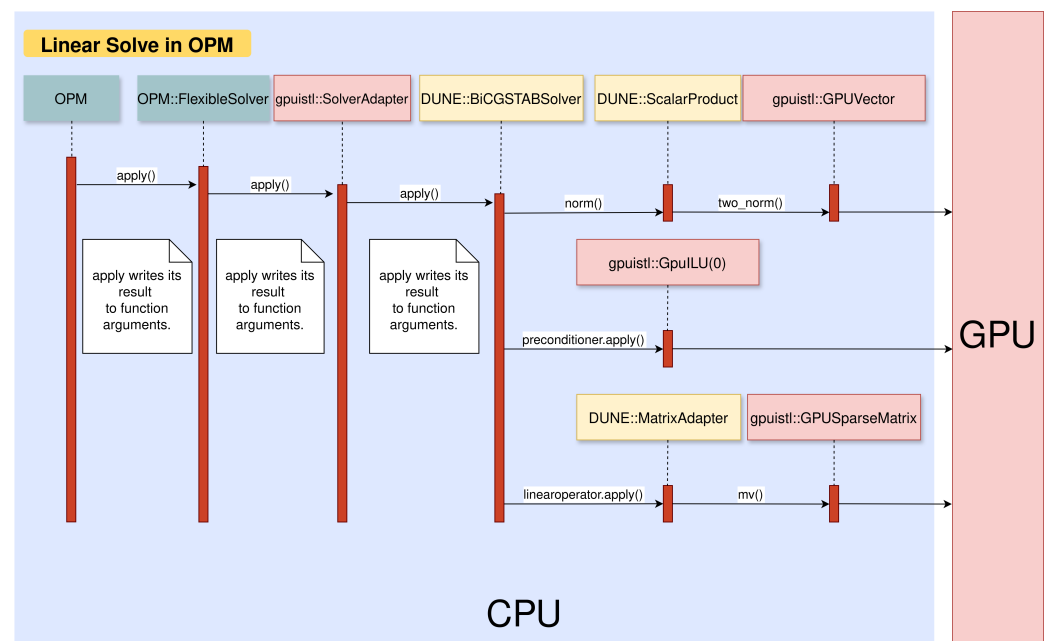 Linear Solve in OPM
OPM
OPM::FlexibleSolver
gpuistl::SolverAdapter
DUNE::BiCGSTABSolver
DUNE::ScalarProduct
gpuistl::GPUVector
apply()
apply()
apply()
norm()
two_norm()
apply writes its
result
to function
arguments.
apply writes its
result
to function
arguments.
apply writes its
result
to function
arguments.
gpuistl::GpuILU(0)
preconditioner.apply()
GPU
DUNE::MatrixAdapter
gpuistl::GPUSparseMatrix
linearoperator.apply()
mv()
CPU